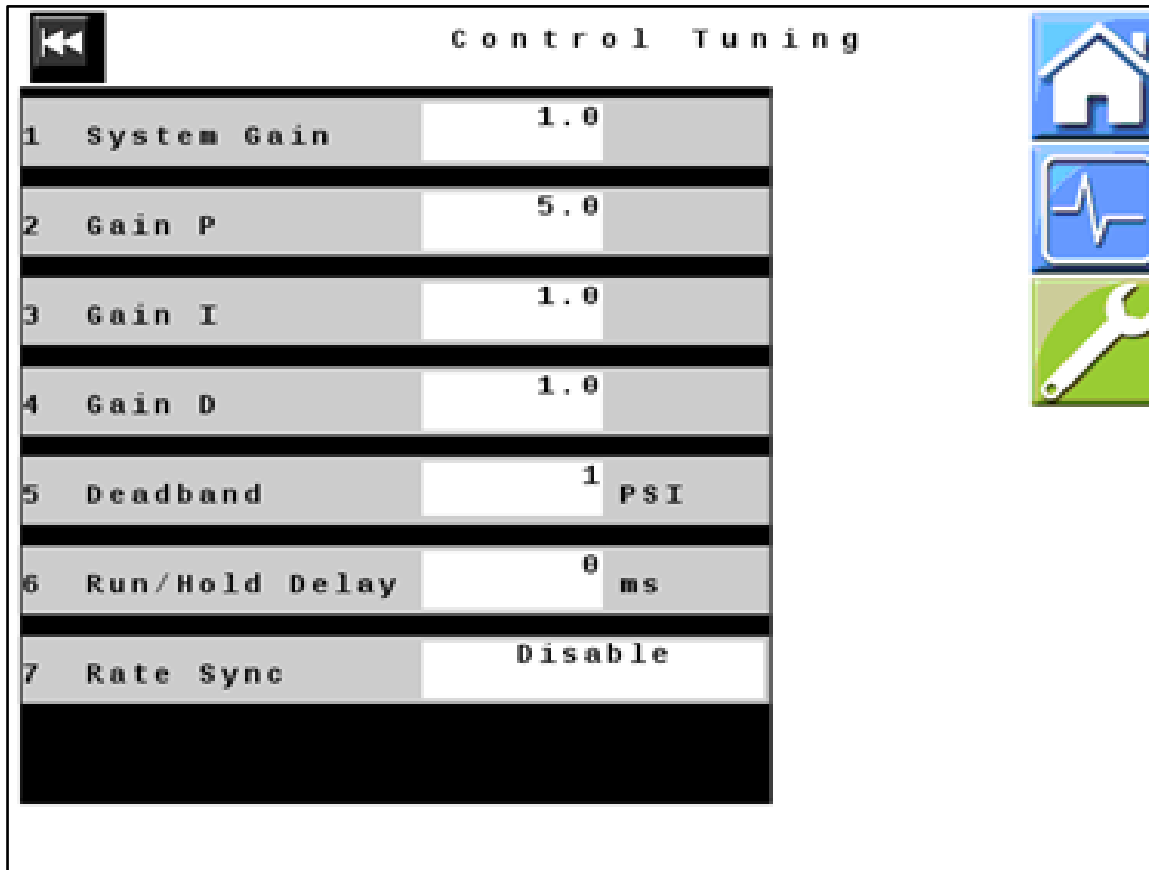 Control Tuning
1 System Gain 1.0
2 Gain P 5.0
3 Gain I 1.0
4 Gain D 1.0
5 Deadband 1 PSI
6 Run/Hold Delay 0 ms
7 Rate Sync Disable